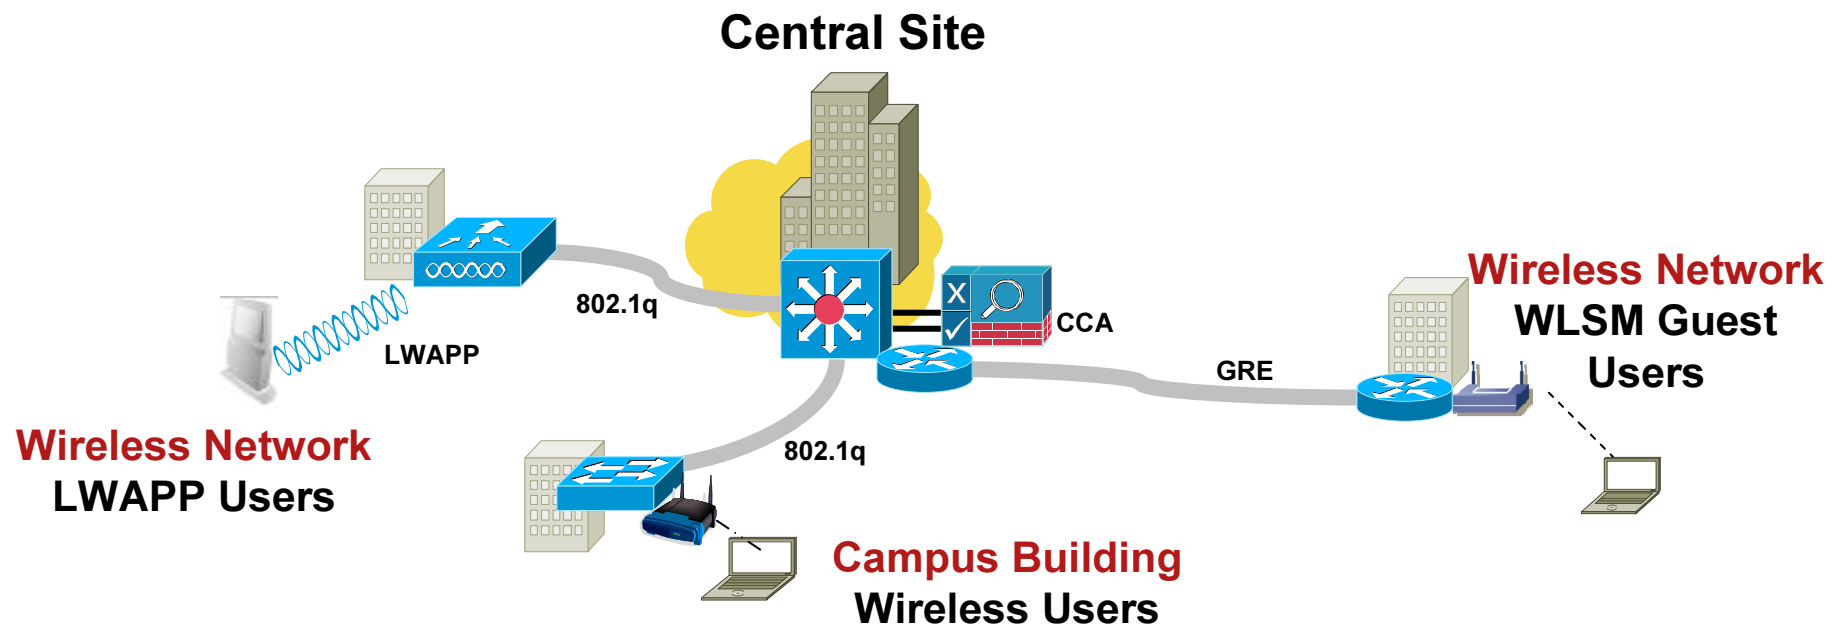 Central Site
802.1q
LWAPP
X
CCA
GRE
Wireless Network
WLSM Guest
Users
Wireless Network
LWAPP Users
802.1q
Campus Building
Wireless Users